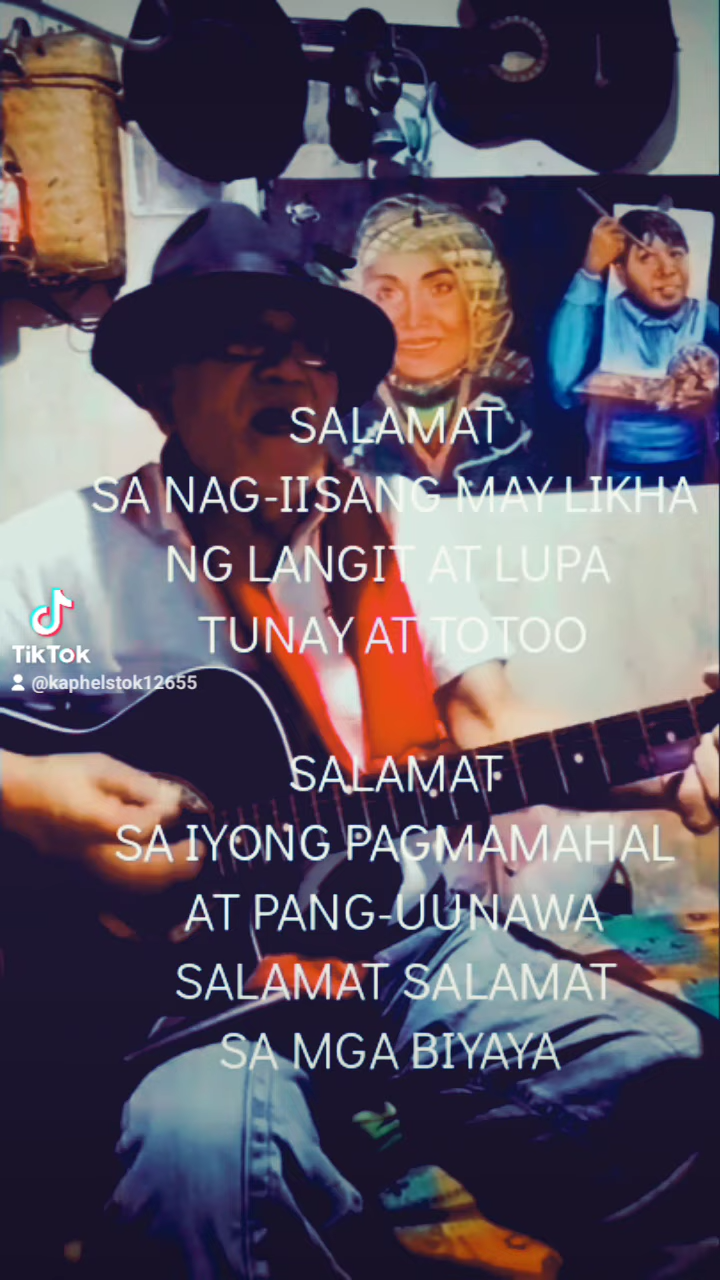 SALAMAT
SA NAG-IISANG MAY LIKHA
NG LANGIT AT LUPA
TUNAY AT TOTOO
TikTok
@kaphelstok12655
SALAMAT
SA IYONG PAGMAMAHAL
AT PANG-UUNAWA
SALAMAT SALAMAT
SA MGA BIYAYA